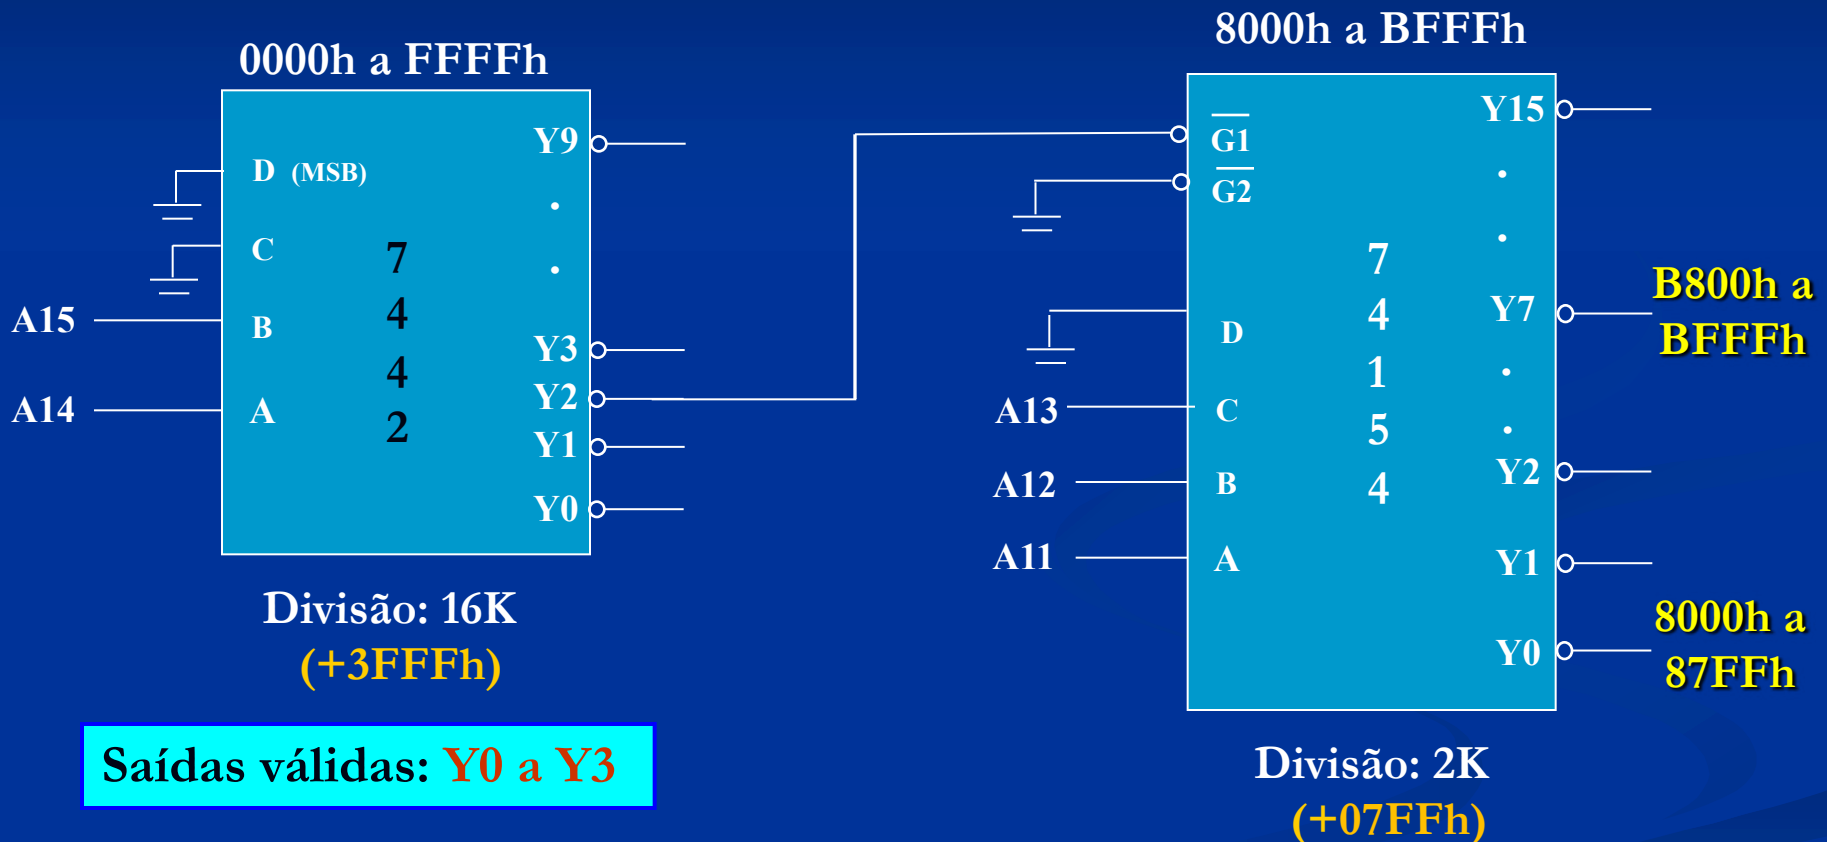 0000h a FFFFh
D (MSB)
C
B
A
A15
A14
7
4
4
2
Y9
.
.
Y3
Y2
Y1
Y0
Divisão: 16K
(+3FFFh)
Saídas válidas: Y0 a Y3
8000h a BFFFh
G1
G2
D
C
B
A
A13
A12
A11
7
4
1
5
4
Y15
.
.
Y7
.
.
Y2
Y1
Y0
B800h a
BFFFh
8000h a
87FFh
Divisão: 2K
(+07FFh)